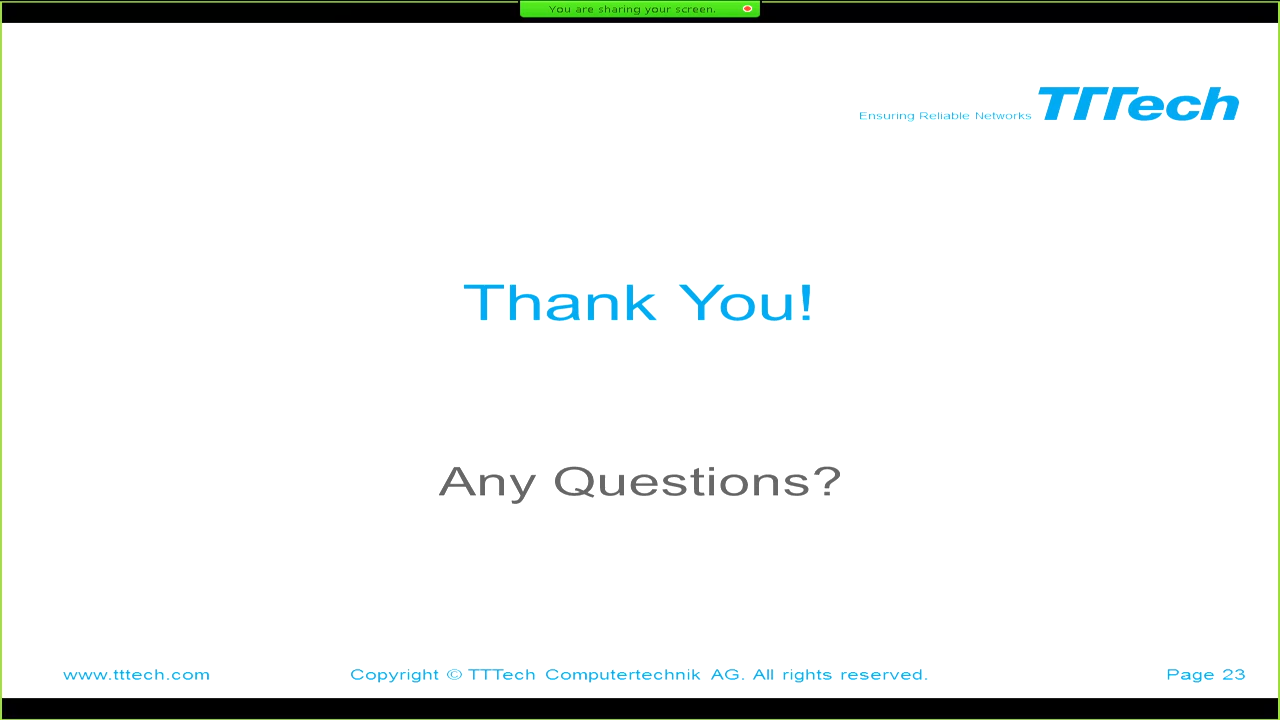 You are sharing your screen.
Ensuring Reliable Networks TTTech
Thank You!
Any Questions?
www.tttech.com Copyright © TTTech Computertechnik AG. All rights reserved. Page 23